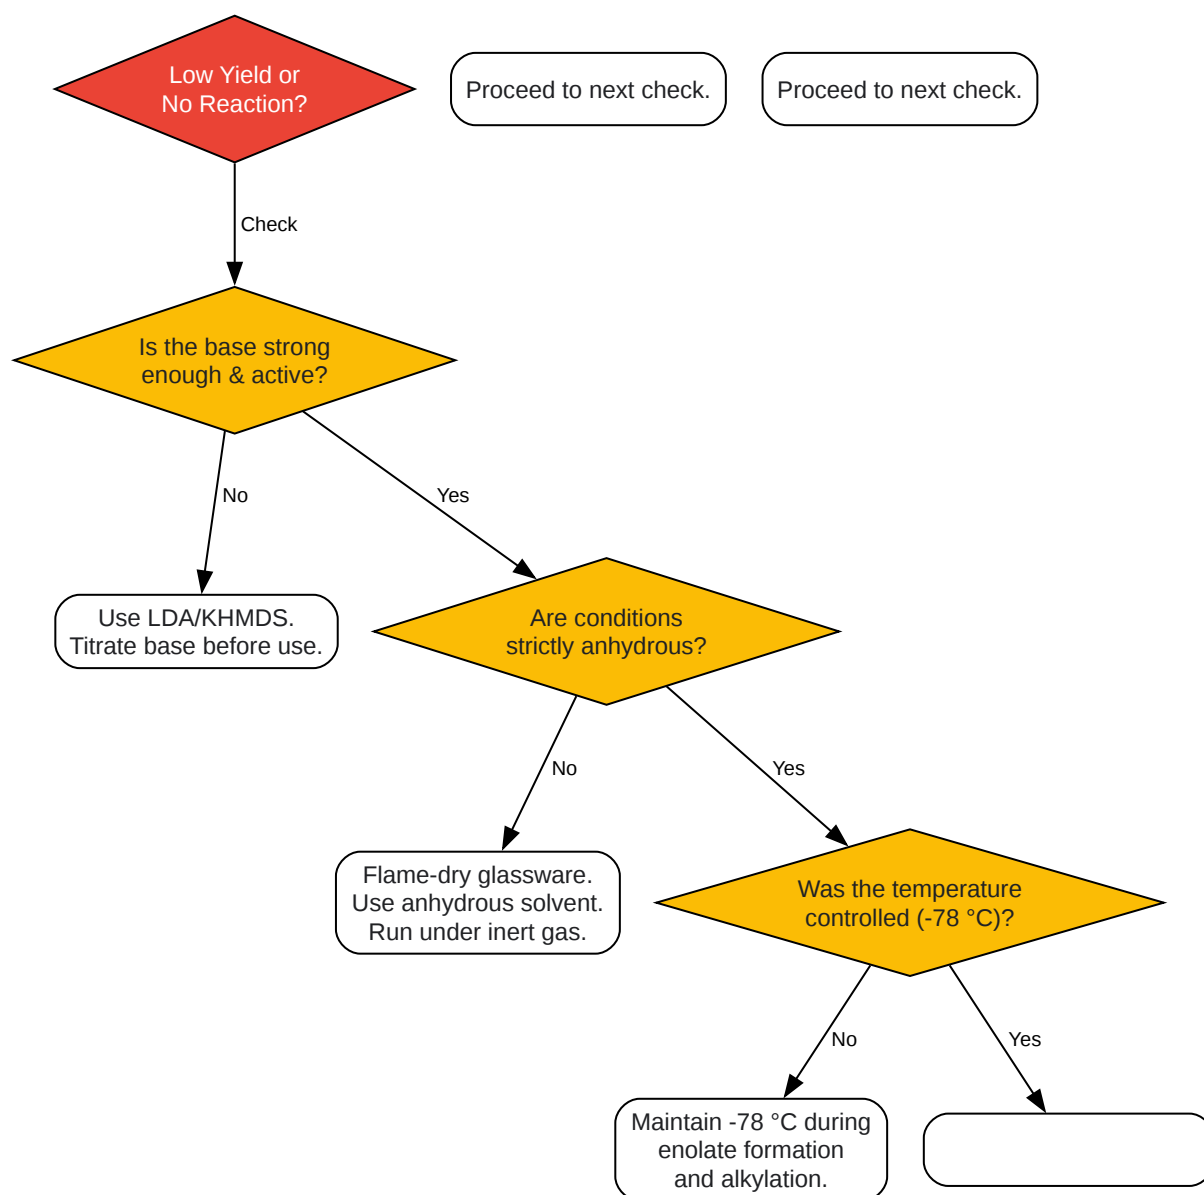 Low Yield or
No Reaction?
Proceed to next check.
Proceed to next check.
Check
Is the base strong
enough & active?
No
Yes
Use LDA/KHMDS.
Titrate base before use.
Are conditions
strictly anhydrous?
No
Yes
Flame-dry glassware.
Use anhydrous solvent.
Run under inert gas.
Was the temperature
controlled (-78 °C)?
No
Yes
Maintain -78 °C during
enolate formation
and alkylation.